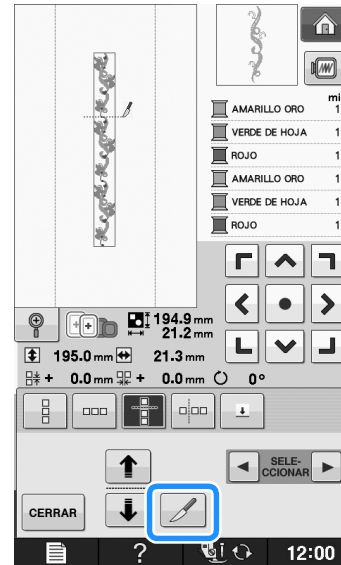 mi
AMARILLO ORO 1
VERDE DE HOJA 1
ROJO 1
AMARILLO ORO 1
VERDE DE HOJA 1
ROJO 1
194.9 mm
21.2 mm
195.0 mm 21.3 mm
+ 0.0 mm + 0.0 mm 0°
SELE-
CCIONAR
CERRAR
? 12:00